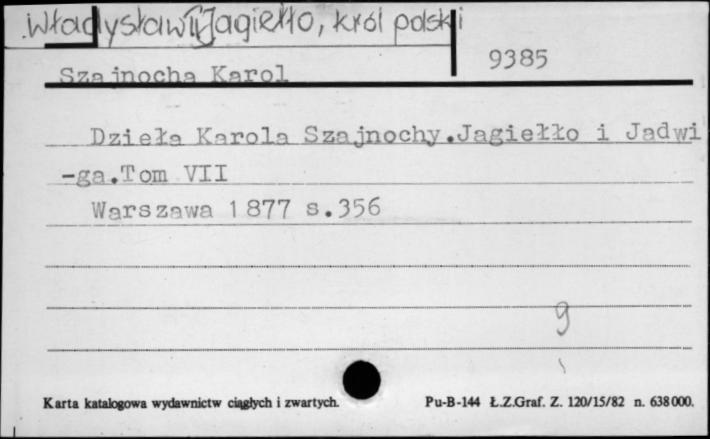 Władysław II Jagiełło, król polski
9385
Szajnocha Karol
Dzieła Karola Szajnochy.Jagiełło i Jadwi
-ga.Tom VII
Warszawa 1877 s.356
9
Karta katalogowa wydawnictw ciągłych i zwartych.
Pu-B-144 Ł.Z.Graf. Z. 120/15/82 n. 638000.